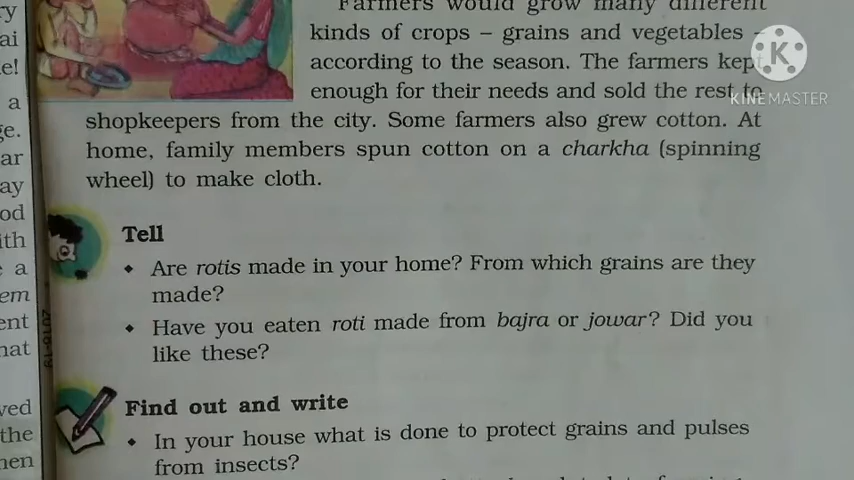 Farmers would grow many different
kinds of crops – grains and vegetables –
according to the season. The farmers kept
enough for their needs and sold the rest to
shopkeepers from the city. Some farmers also grew cotton. At
home, family members spun cotton on a charkha (spinning
wheel) to make cloth.
Tell
• Are rotis made in your home? From which grains are they
made?
• Have you eaten roti made from bajra or jowar? Did you
like these?
Find out and write
• In your house what is done to protect grains and pulses
from insects?
KINEMASTER